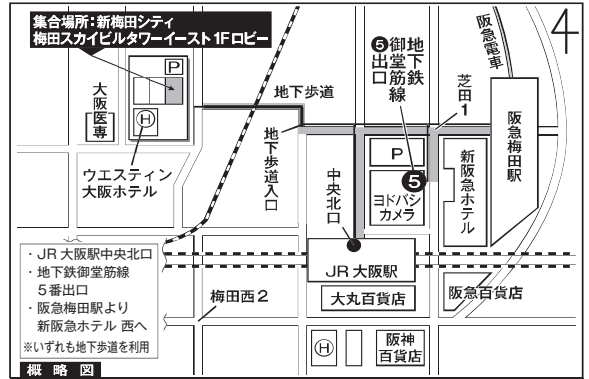 集合場所：新梅田シティ
梅田スカイビルタワーイースト1Fロビー
P
大阪医専
H
ウエスティン
大阪ホテル
地下歩道
地下歩道入口
地下鉄
御堂筋線
❺出口
阪急電車
芝田1
4
P
❺
ヨドバシ
カメラ
新阪急ホテル
阪急梅田駅
中央北口
JR大阪駅
大丸百貨店
阪急百貨店
梅田西2
H
阪神
百貨店
・JR大阪駅中央北口
・地下鉄御堂筋線
5番出口
・阪急梅田駅より
新阪急ホテル 西へ
※いずれも地下歩道を利用
概略図